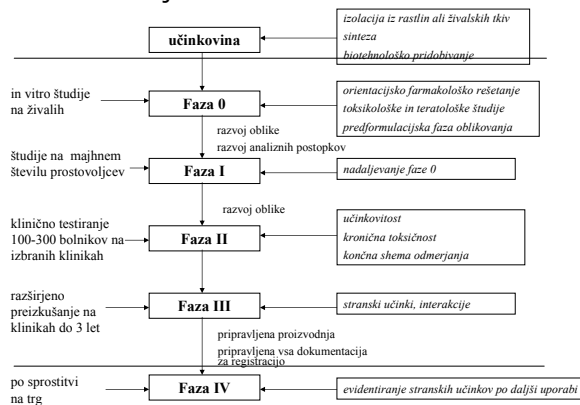 izolacija iz rastlin ali živalskih tkiv
sinteza
biotehnološko pridobivanje
učinkovina
in vitro študije
na živalih
Faza 0
orientacijsko farmakološko rešetanje
toksikološke in teratološke študije
predformulacijska faza oblikovanja
razvoj oblike
razvoj analiznih postopkov
študije na majhnem
številu prostovoljcev
Faza I
nadaljevanje faze 0
razvoj oblike
klinično testiranje
100-300 bolnikov na
izbranih klinikah
Faza II
učinkovitost
kronična toksičnost
končna shema odmerjanja
razširjeno
preizkušanje na
klinikah do 3 let
Faza III
stranski učinki, interakcije
pripravljena proizvodnja
pripravljena vsa dokumentacija
za registracijo
po sprostitvi
na trg
Faza IV
evidentiranje stranskih učinkov po daljši uporabi